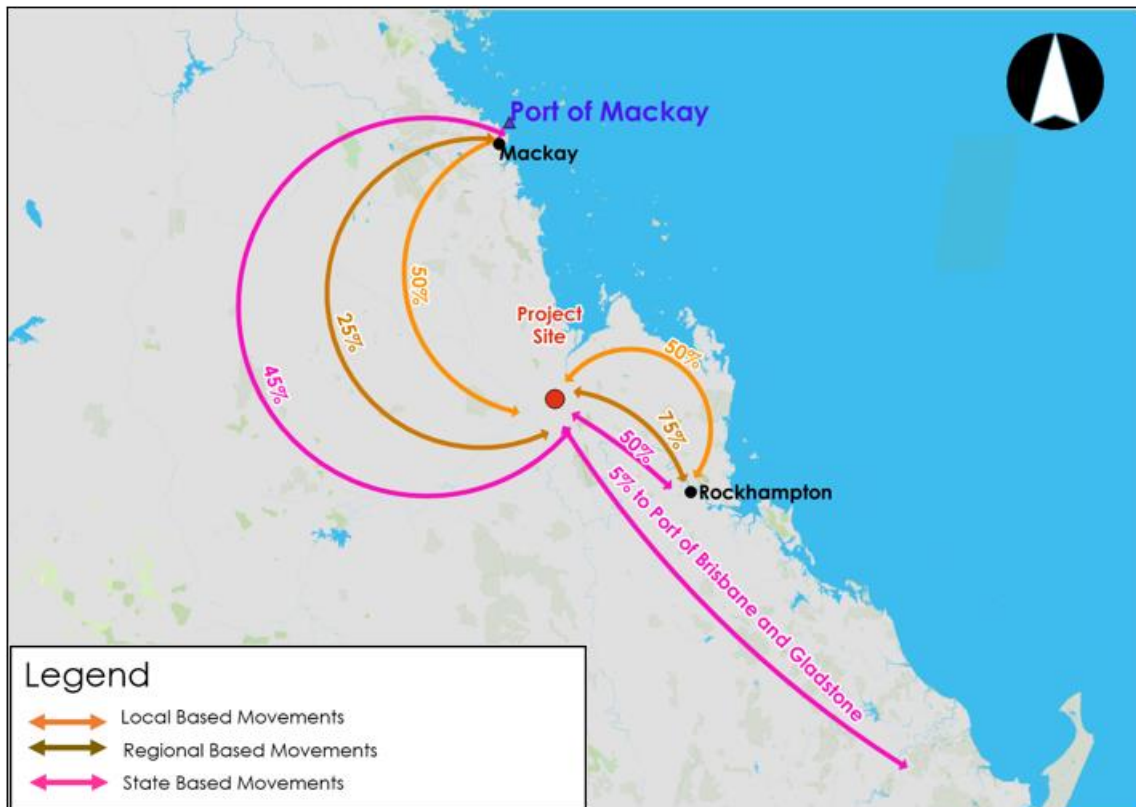 Port of Mackay
Mackay
50%
25%
45%
Project
Site
50%
75%
50%
Rockhampton
5% to Port of Brisbane and Gladstone
Legend
Local Based Movements
Regional Based Movements
State Based Movements